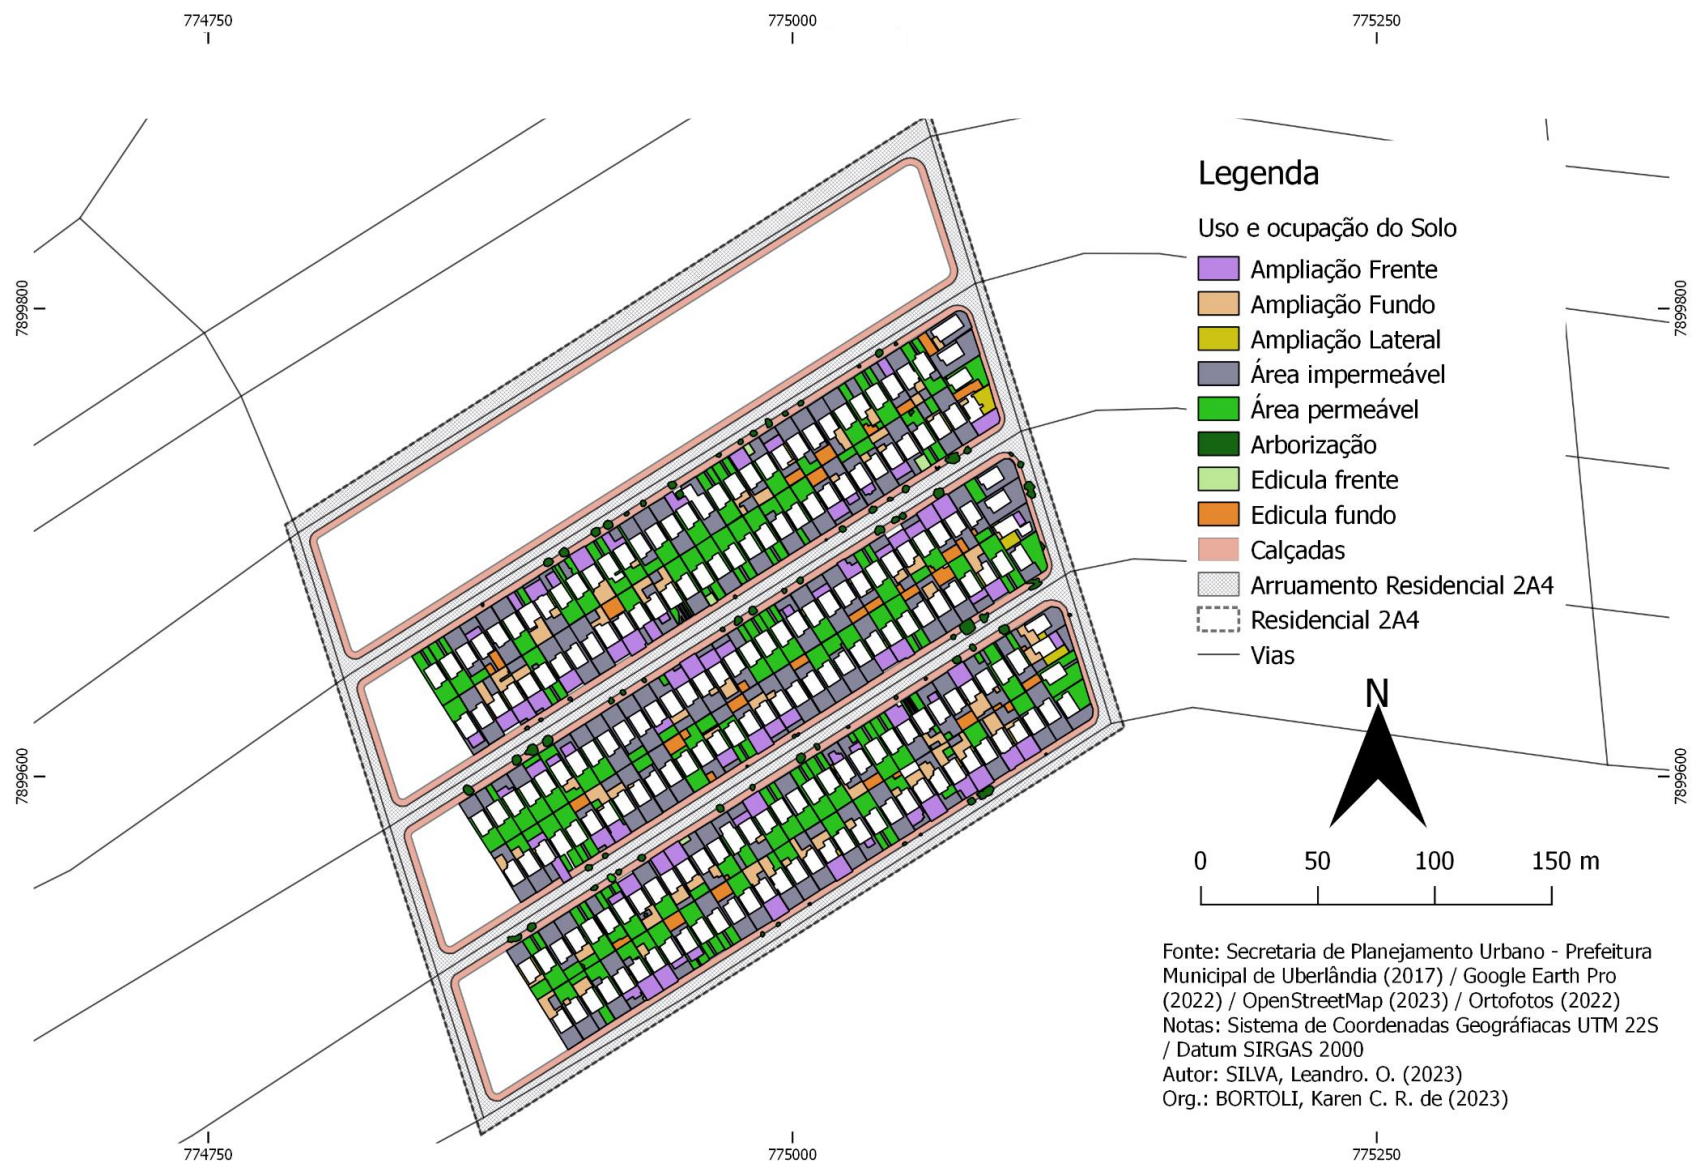 774750
775000
775250
7899800
7899800
7899600
7899600
Legenda
Uso e ocupação do Solo
Ampliação Frente
Ampliação Fundo
Ampliação Lateral
Área impermeável
Área permeável
Arborização
Edicula frente
Edicula fundo
Calçadas
Arruamento Residencial 2A4
Residencial 2A4
Vias
N
0 50 100 150 m
Fonte: Secretaria de Planejamento Urbano - Prefeitura
Municipal de Uberlândia (2017) / Google Earth Pro
(2022) / OpenStreetMap (2023) / Ortofotos (2022)
Notas: Sistema de Coordenadas Geográfiacas UTM 22S
/ Datum SIRGAS 2000
Autor: SILVA, Leandro. O. (2023)
Org.: BORTOLI, Karen C. R. de (2023)
774750
775000
775250